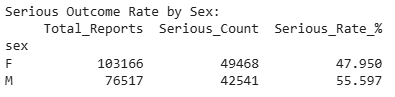 Serious Outcome Rate by Sex:
Total_Reports Serious_Count Serious_Rate_%
sex
F 103166 49468 47.950
M 76517 42541 55.597